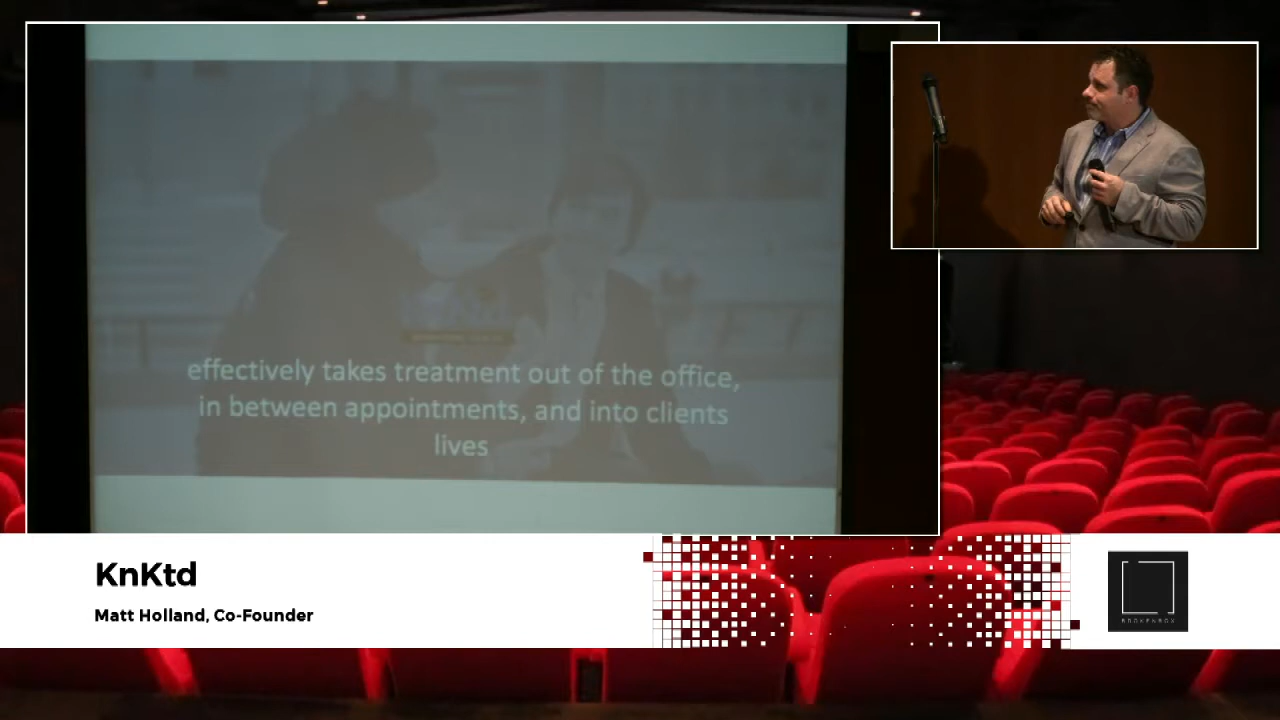 effectively takes treatment out of the office,
in between appointments, and into clients
lives
KnKtd
Matt Holland, Co-Founder
BROKENBOX